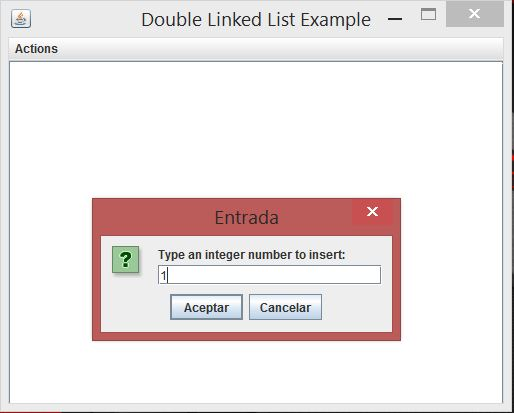 Double Linked List Example
Actions
Entrada
Type an integer number to insert:
1
Aceptar Cancelar